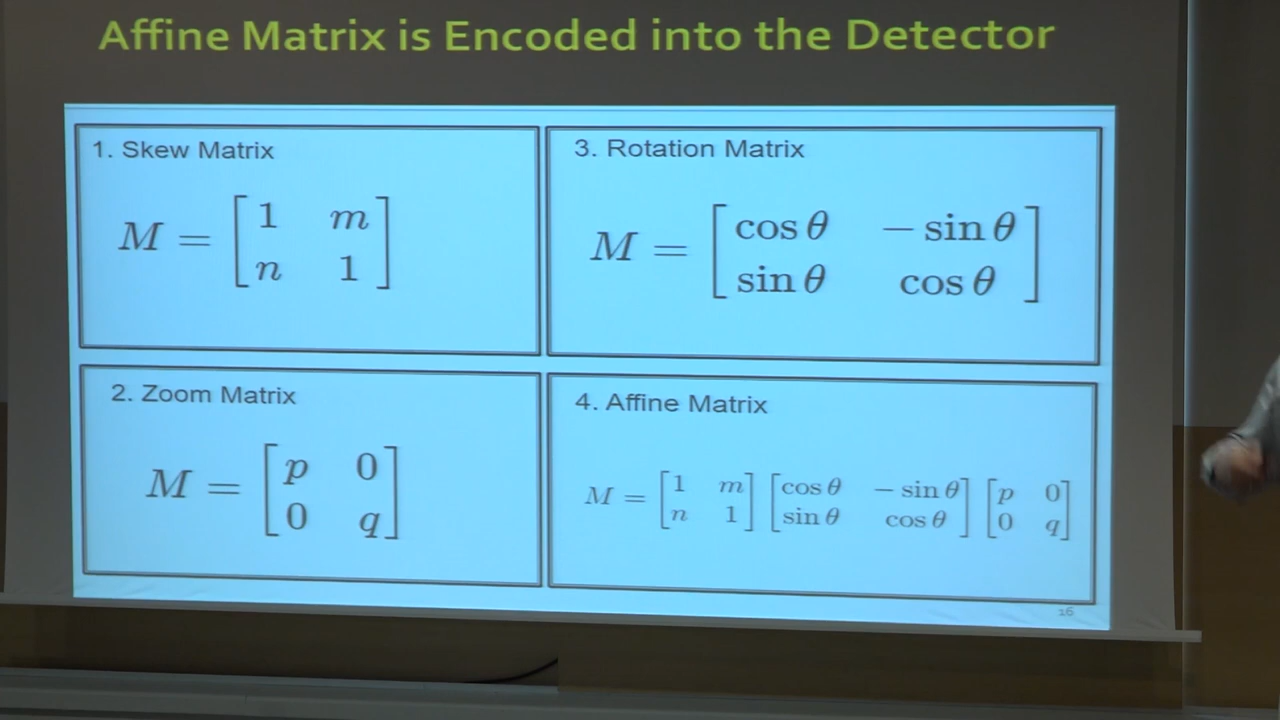 Affine Matrix is Encoded into the Detector
1. Skew Matrix
M = [1 m
n 1]
2. Zoom Matrix
M = [p 0
0 q]
3. Rotation Matrix
M = [cos θ − sin θ
sin θ cos θ]
4. Affine Matrix
M = [1 m [cos θ − sin θ [p 0
n 1] sin θ cos θ] 0 q]
16